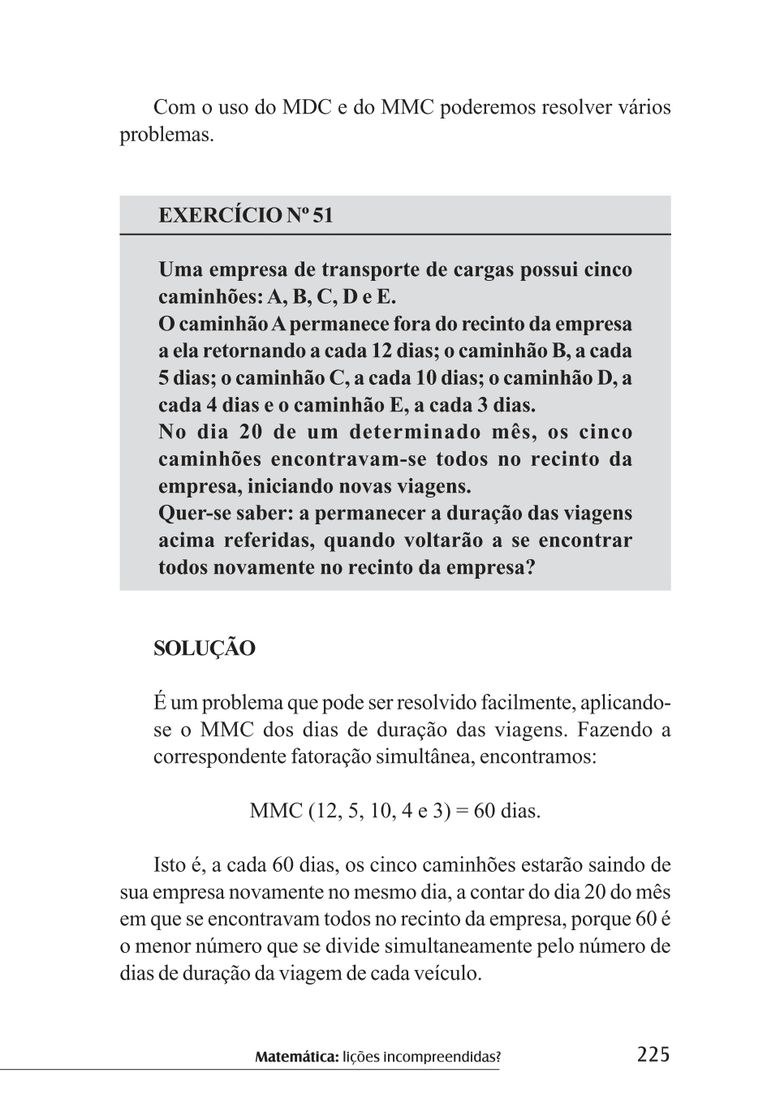 Com o uso do MDC e do MMC poderemos resolver vários
problemas.
EXERCÍCIO Nº 51
Uma empresa de transporte de cargas possui cinco
caminhões: A, B, C, D e E.
O caminhão A permanece fora do recinto da empresa
a ela retornando a cada 12 dias; o caminhão B, a cada
5 dias; o caminhão C, a cada 10 dias; o caminhão D, a
cada 4 dias e o caminhão E, a cada 3 dias.
No dia 20 de um determinado mês, os cinco
caminhões encontravam-se todos no recinto da
empresa, iniciando novas viagens.
Quer-se saber: a permanecer a duração das viagens
acima referidas, quando voltarão a se encontrar
todos novamente no recinto da empresa?
SOLUÇÃO
É um problema que pode ser resolvido facilmente, aplicando-
se o MMC dos dias de duração das viagens. Fazendo a
correspondente fatoração simultânea, encontramos:
MMC (12, 5, 10, 4 e 3) = 60 dias.
Isto é, a cada 60 dias, os cinco caminhões estarão saindo de
sua empresa novamente no mesmo dia, a contar do dia 20 do mês
em que se encontravam todos no recinto da empresa, porque 60 é
o menor número que se divide simultaneamente pelo número de
dias de duração da viagem de cada veículo.
Matemática: lições incompreendidas? 225